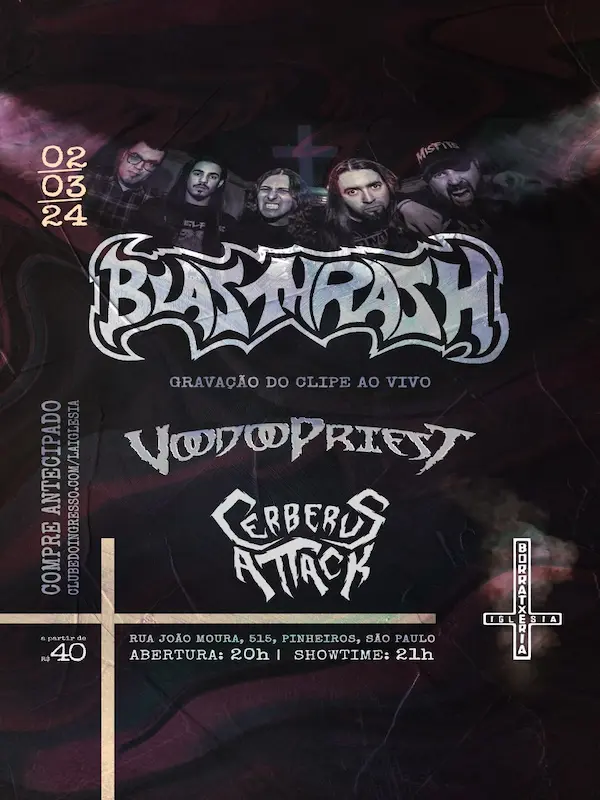 02
03
24
MISFITS
BLASTHRASH
GRAVAÇÃO DO CLIPE AO VIVO
VOODOOPRIEST
CERBERUS
ATTACK
COMPRE ANTECIPADO
CLUBEDOINGRESSO.COM/LAIGLESIA
BORRATXERIA
IGLESIA
a partir de
R$40
RUA JOÃO MOURA, 515, PINHEIROS, SÃO PAULO
ABERTURA: 20h | SHOWTIME: 21h